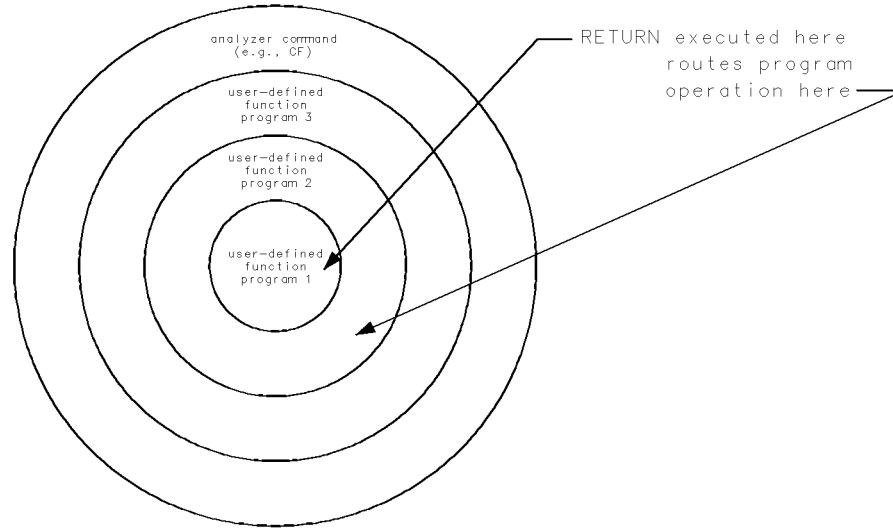 analyzer command
(e.g., CF)
user-defined
function
program 3
user-defined
function
program 2
user-defined
function
program 1
RETURN executed here
routes program
operation here